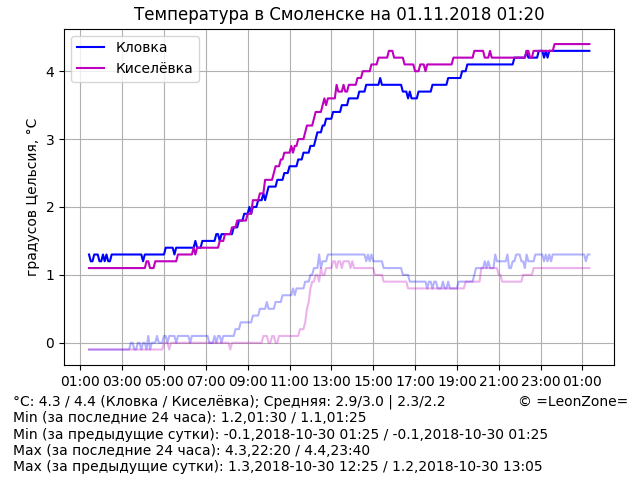 Температура в Смоленске на 01.11.2018 01:20
Кловка
Киселёвка
градусов Цельсия, °C
4
3
2
1
0
01:00 03:00 05:00 07:00 09:00 11:00 13:00 15:00 17:00 19:00 21:00 23:00 01:00
°C: 4.3 / 4.4 (Кловка / Киселёвка); Средняя: 2.9/3.0 | 2.3/2.2 © =LeonZone=
Min (за последние 24 часа): 1.2,01:30 / 1.1,01:25
Min (за предыдущие сутки): -0.1,2018-10-30 01:25 / -0.1,2018-10-30 01:25
Max (за последние 24 часа): 4.3,22:20 / 4.4,23:40
Max (за предыдущие сутки): 1.3,2018-10-30 12:25 / 1.2,2018-10-30 13:05